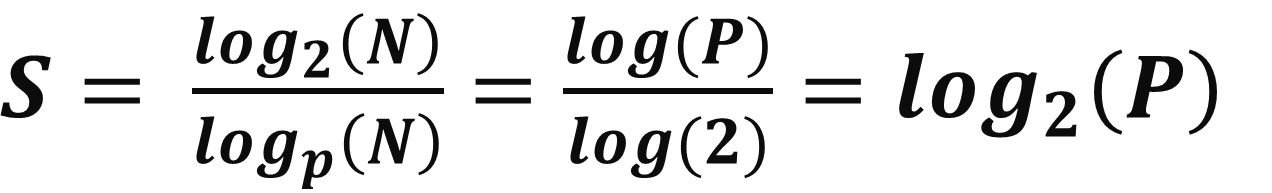 S = log₂(N) / logₚ(N) = log(P) / log(2) = log₂(P)